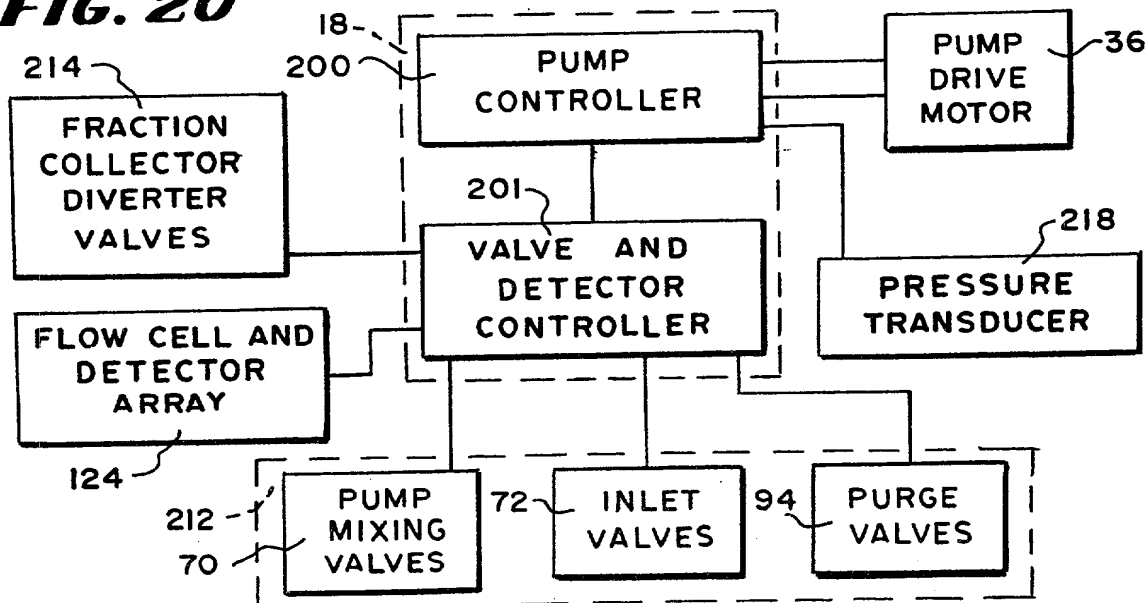 FIG. 20
18
200
PUMP
CONTROLLER
PUMP
DRIVE
MOTOR
36
214
FRACTION
COLLECTOR
DIVERTER
VALVES
201
VALVE AND
DETECTOR
CONTROLLER
218
PRESSURE
TRANSDUCER
FLOW CELL AND
DETECTOR
ARRAY
124
212
70
PUMP
MIXING
VALVES
72
INLET
VALVES
94
PURGE
VALVES